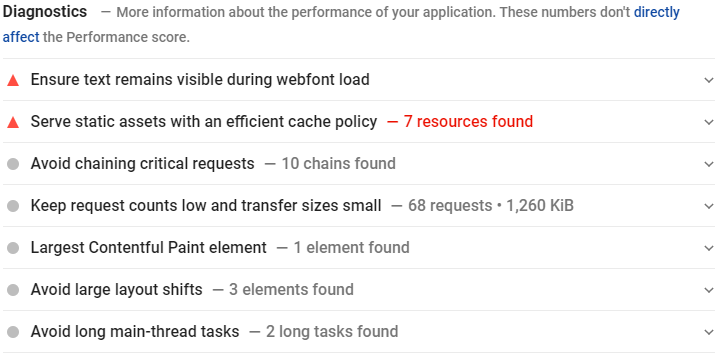 Diagnostics — More information about the performance of your application. These numbers don't directly
affect the Performance score.
Ensure text remains visible during webfont load
Serve static assets with an efficient cache policy — 7 resources found
Avoid chaining critical requests — 10 chains found
Keep request counts low and transfer sizes small — 68 requests • 1,260 KiB
Largest Contentful Paint element — 1 element found
Avoid large layout shifts — 3 elements found
Avoid long main-thread tasks — 2 long tasks found